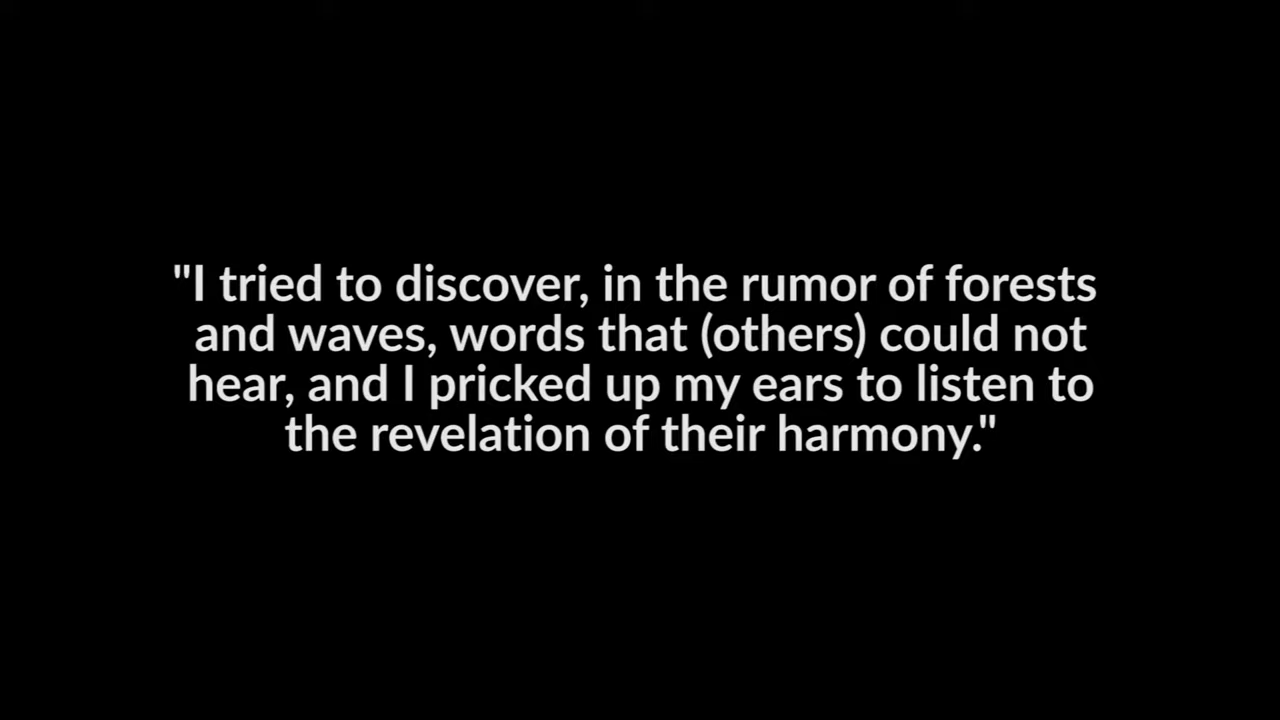 "I tried to discover, in the rumor of forests
and waves, words that (others) could not
hear, and I pricked up my ears to listen to
the revelation of their harmony."